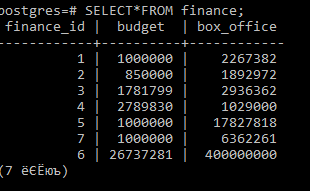 postgres=# SELECT*FROM finance;
finance_id | budget | box_office
------------+----------+------------
1 | 1000000 | 2267382
2 | 850000 | 1892972
3 | 1781799 | 2936362
4 | 2789830 | 1029000
5 | 1000000 | 17827818
7 | 1000000 | 6362261
6 | 26737281 | 400000000
(7 ёЄЁюъ)